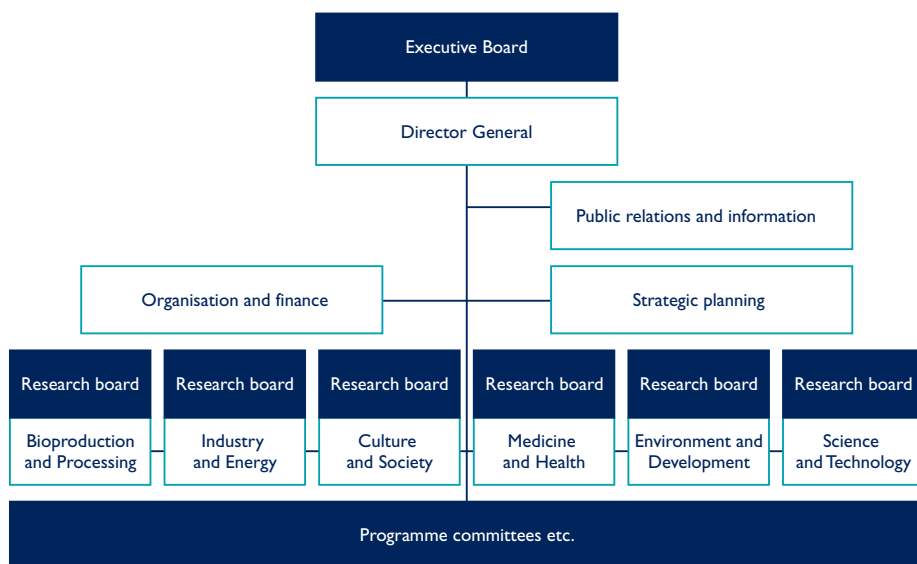 Executive Board
Director General
Public relations and information
Organisation and finance
Strategic planning
Research board
Research board
Research board
Research board
Research board
Research board
Bioproduction
and Processing
Industry
and Energy
Culture
and Society
Medicine
and Health
Environment and
Development
Science
and Technology
Programme committees etc.